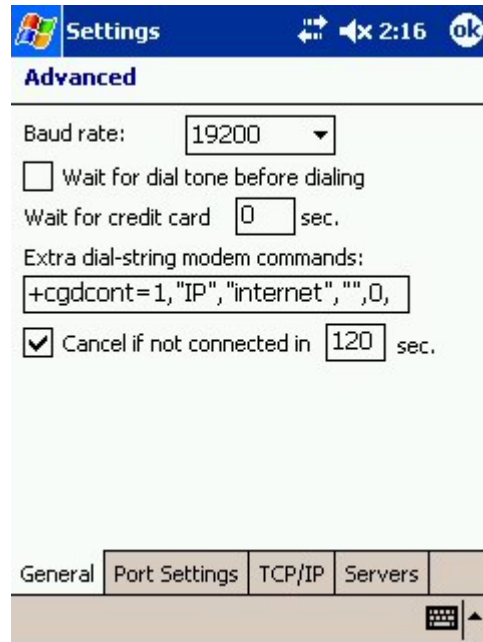 Settings 2:16 ok
Advanced
Baud rate: 19200
Wait for dial tone before dialing
Wait for credit card 0 sec.
Extra dial-string modem commands:
+cgdcont=1,"IP","internet","",0,
Cancel if not connected in 120 sec.
General Port Settings TCP/IP Servers